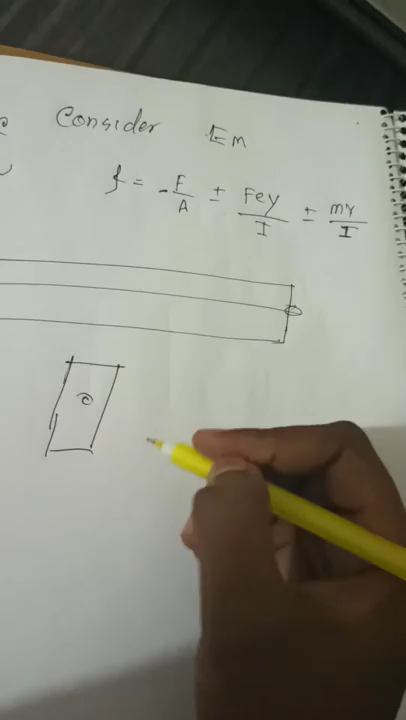 Consider Em
f = - F/A ± Fey/I ± my/I